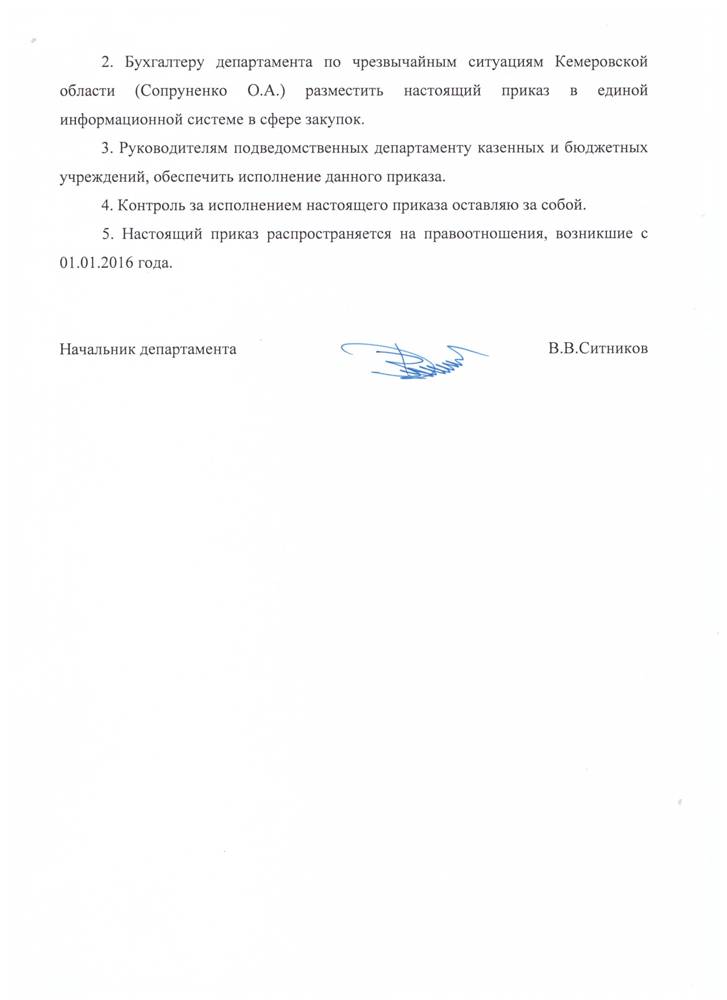 2. Бухгалтеру департамента по чрезвычайным ситуациям Кемеровской
области (Сопруненко О.А.) разместить настоящий приказ в единой
информационной системе в сфере закупок.
3. Руководителям подведомственных департаменту казенных и бюджетных
учреждений, обеспечить исполнение данного приказа.
4. Контроль за исполнением настоящего приказа оставляю за собой.
5. Настоящий приказ распространяется на правоотношения, возникшие с
01.01.2016 года.
Начальник департамента В.В.Ситников